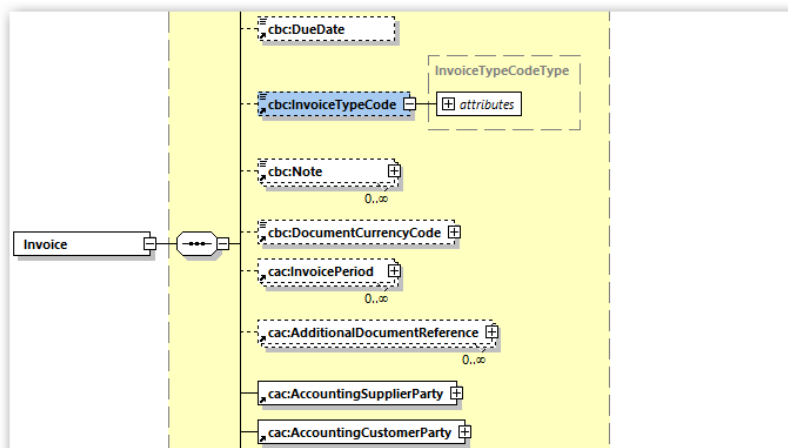 cbc:DueDate
InvoiceTypeCodeType
cbc:InvoiceTypeCode
attributes
cbc:Note
0..∞
cbc:DocumentCurrencyCode
Invoice
cac:InvoicePeriod
0..∞
cac:AdditionalDocumentReference
0..∞
cac:AccountingSupplierParty
cac:AccountingCustomerParty